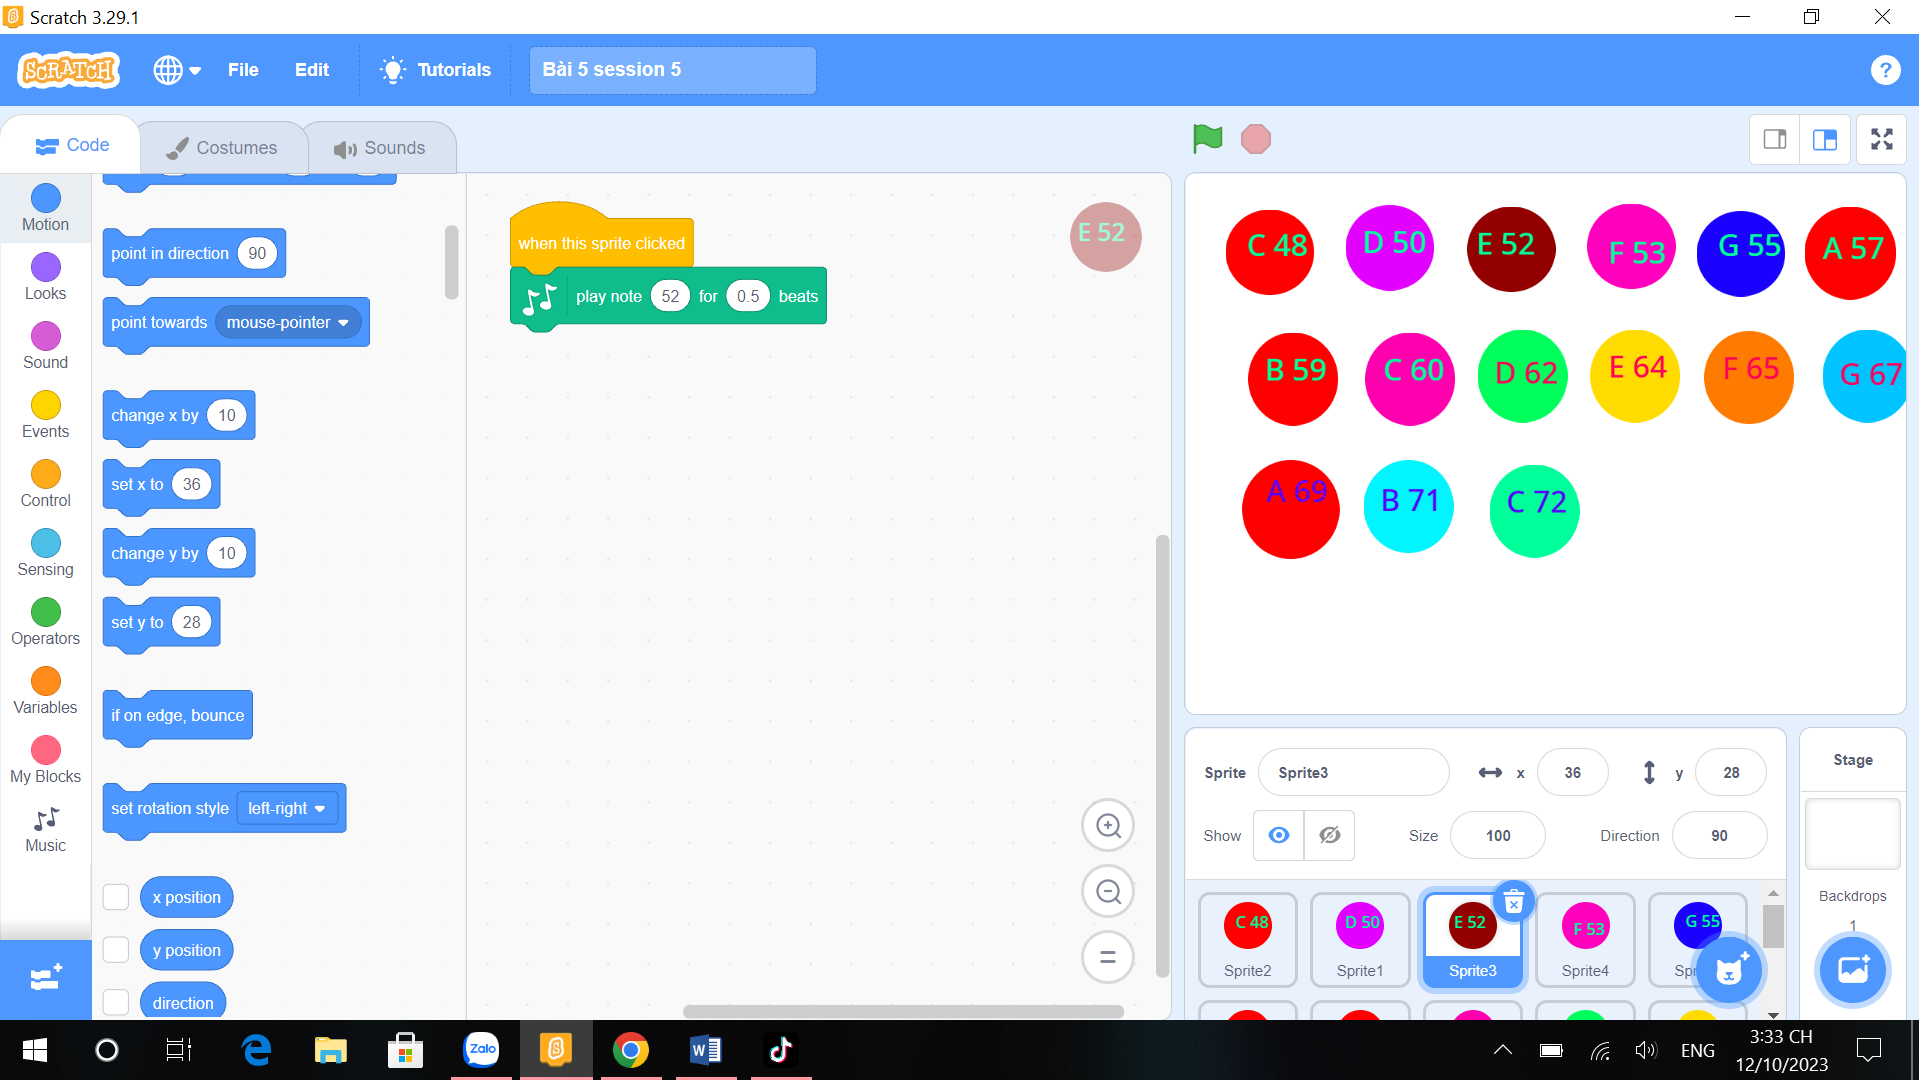 Scratch 3.29.1
SCRATCH File Edit Tutorials Bài 5 session 5 ?
Code Costumes Sounds
Motion
Looks
Sound
Events
Control
Sensing
Operators
Variables
My Blocks
Music
point in direction 90
point towards mouse-pointer
change x by 10
set x to 36
change y by 10
set y to 28
if on edge, bounce
set rotation style left-right
x position
y position
direction
when this sprite clicked
play note 52 for 0.5 beats
E 52
C 48 D 50 E 52 F 53 G 55 A 57
B 59 C 60 D 62 E 64 F 65 G 67
A 69 B 71 C 72
Sprite Sprite3 x 36 y 28
Show Size 100 Direction 90
C 48 D 50 E 52 F 53 G 55
Sprite2 Sprite1 Sprite3 Sprite4 Sp
Stage
Backdrops
1
Zalo
ENG
3:33 CH
12/10/2023